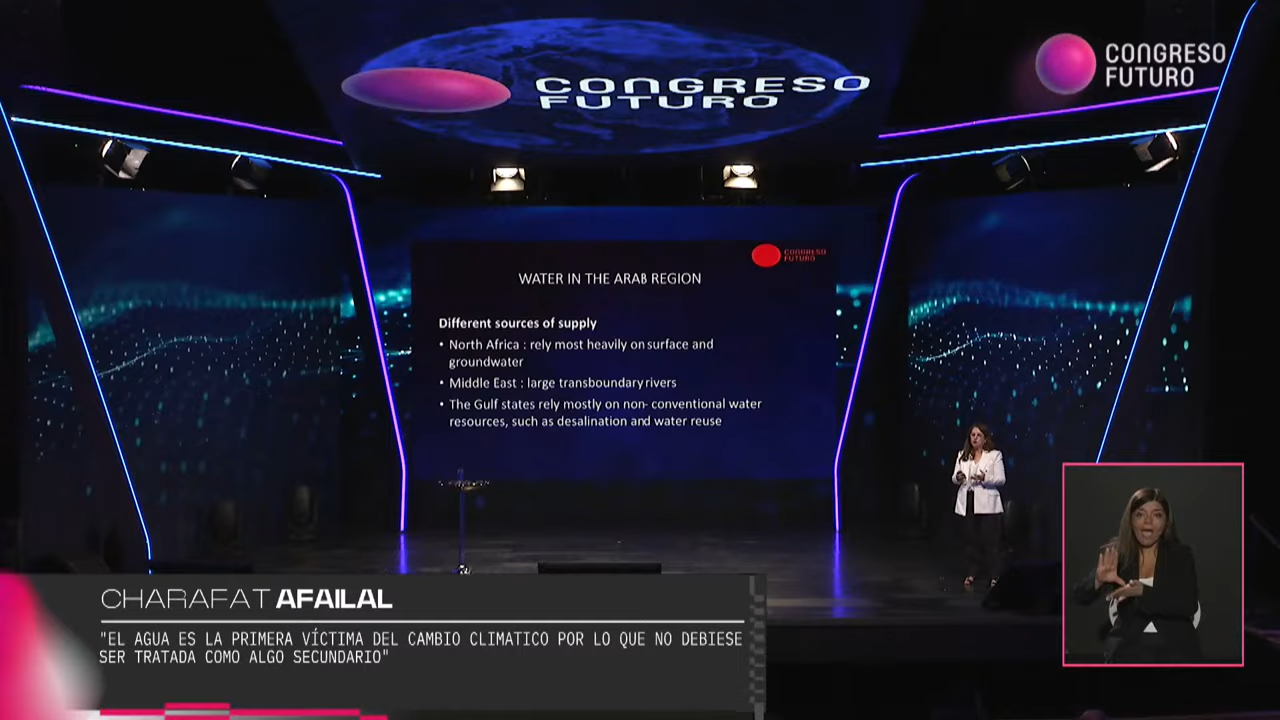 CONGRESO
FUTURO
CONGRESO
FUTURO
CONGRESO
FUTURO
WATER IN THE ARAB REGION
Different sources of supply
• North Africa : rely most heavily on surface and
groundwater
• Middle East : large transboundary rivers
• The Gulf states rely mostly on non- conventional water
resources, such as desalination and water reuse
CHARAFAT AFAILAL
"EL AGUA ES LA PRIMERA VÍCTIMA DEL CAMBIO CLIMATICO POR LO QUE NO DEBIESE
SER TRATADA COMO ALGO SECUNDARIO"